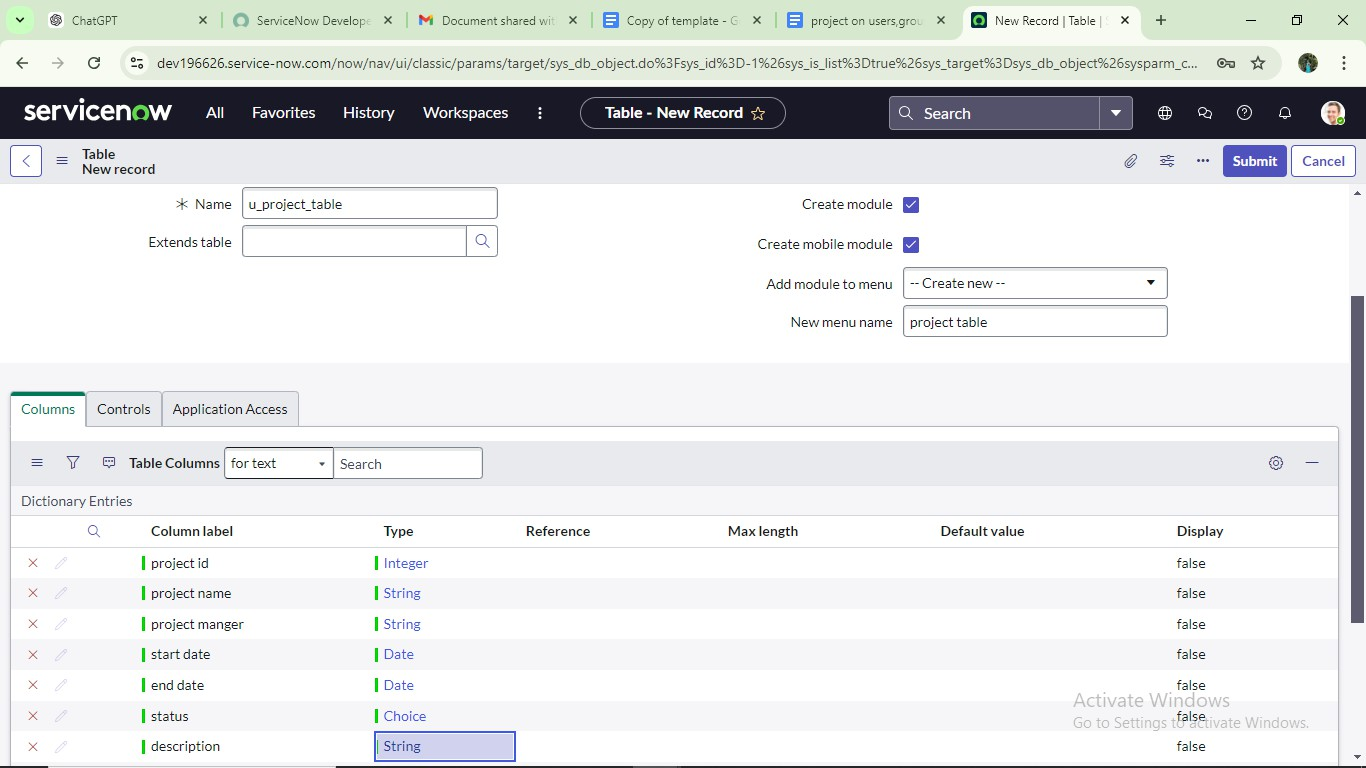 ChatGPT
ServiceNow Develope
Document shared wit
Copy of template - G
project on users,grou
New Record | Table | S
dev196626.service-now.com/now/nav/ui/classic/params/target/sys_db_object.do%3Fsys_id%3D-1%26sys_is_list%3Dtrue%26sys_target%3Dsys_db_object%26sysparm_c...
servicenow All Favorites History Workspaces Table - New Record Search
Table
New record
Submit Cancel
Name u_project_table Create module
Extends table Create mobile module
Add module to menu -- Create new --
New menu name project table
Columns Controls Application Access
Table Columns for text Search
Dictionary Entries
Column label Type Reference Max length Default value Display
project id Integer false
project name String false
project manger String false
start date Date false
end date Date false
status Choice false
description String false
Activate Windows
Go to Settings to activate Windows.